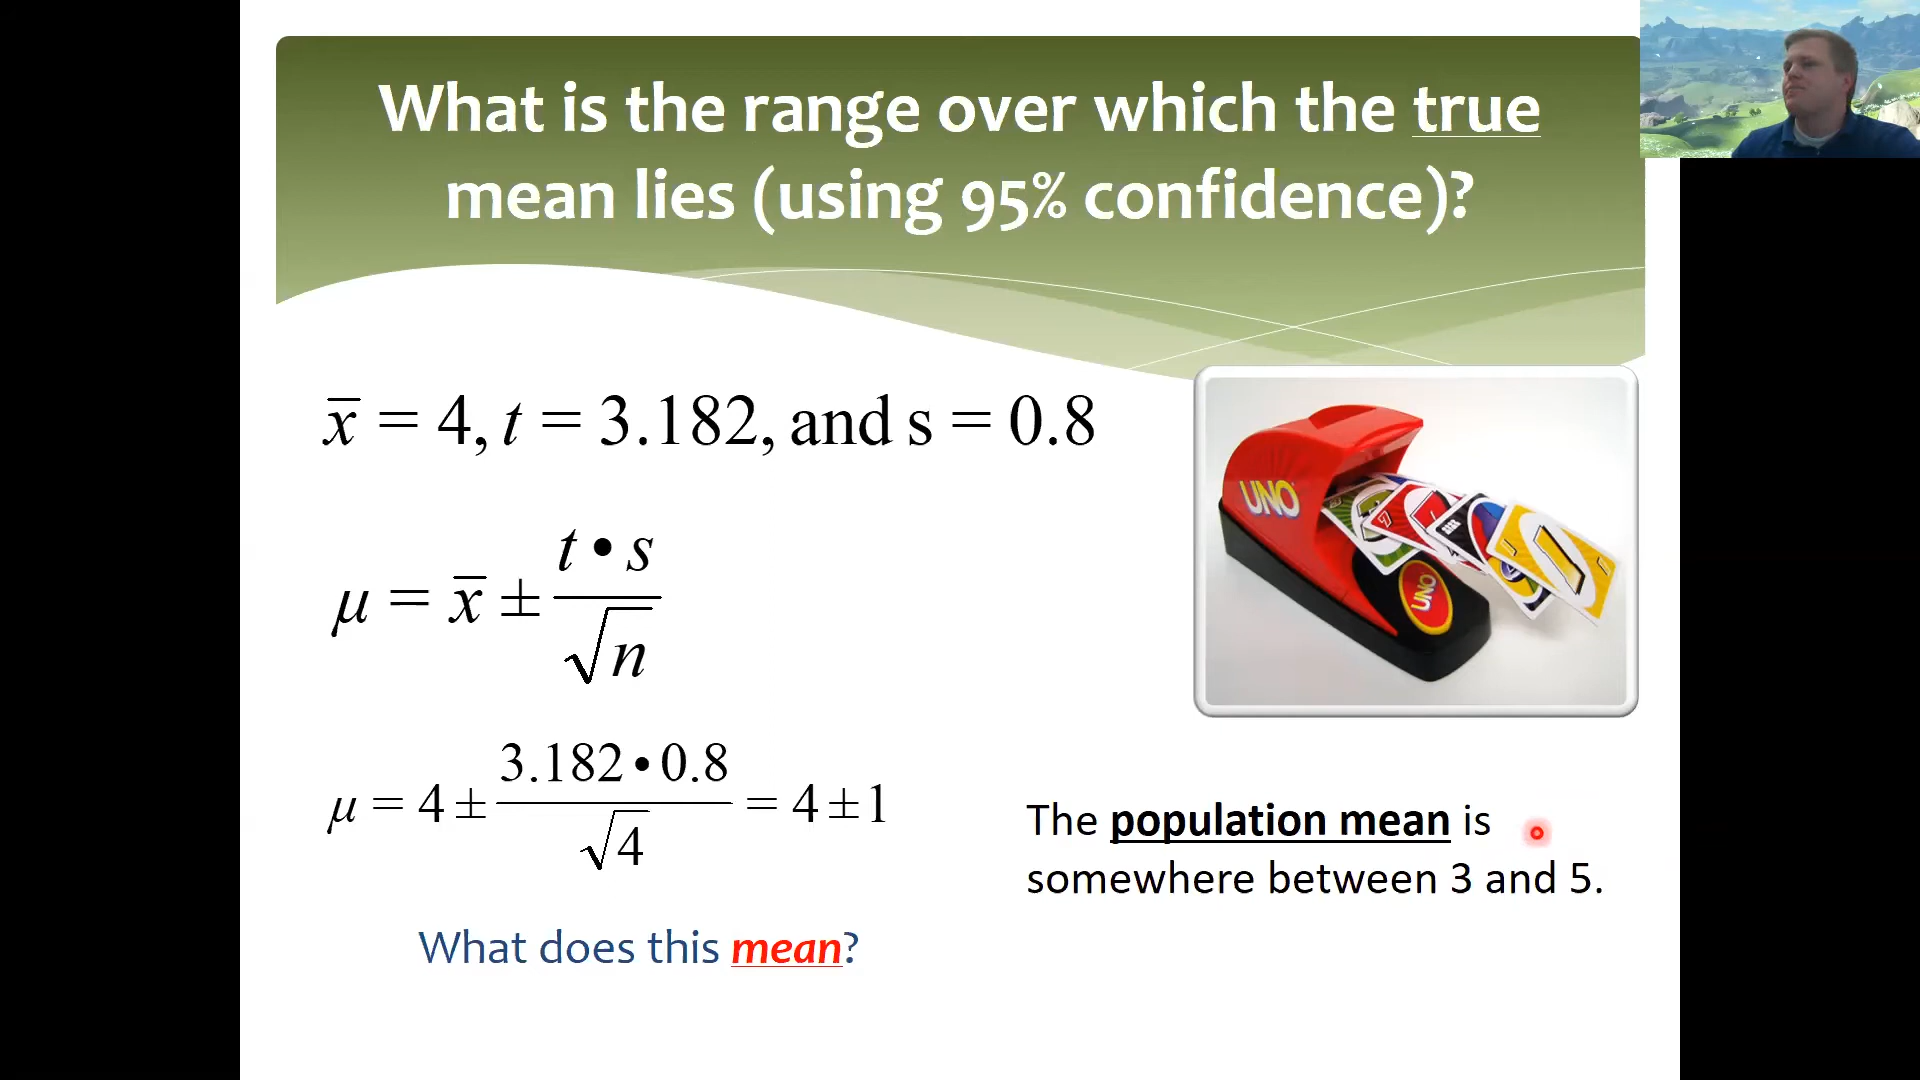 What is the range over which the true
mean lies (using 95% confidence)?
x̄ = 4, t = 3.182, and s = 0.8
μ = x̄ ± t • s / √n
μ = 4 ± 3.182 • 0.8 / √4 = 4 ± 1
UNO
UNO
The population mean is
somewhere between 3 and 5.
What does this mean?